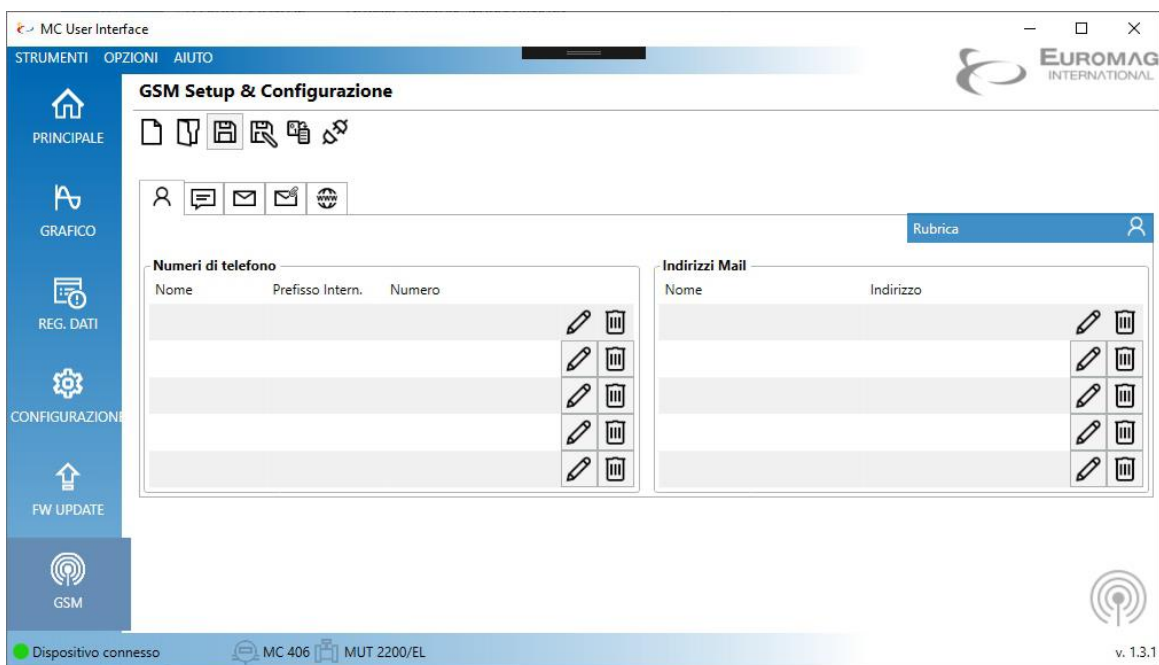 MC User Interface
STRUMENTI OPZIONI AIUTO
EUROMAG
INTERNATIONAL
GSM Setup & Configurazione
PRINCIPALE
GRAFICO
REG. DATI
CONFIGURAZIONE
FW UPDATE
GSM
www
Rubrica
Numeri di telefono
Nome Prefisso Intern. Numero
Indirizzi Mail
Nome Indirizzo
Dispositivo connesso MC 406 MUT 2200/EL v. 1.3.1